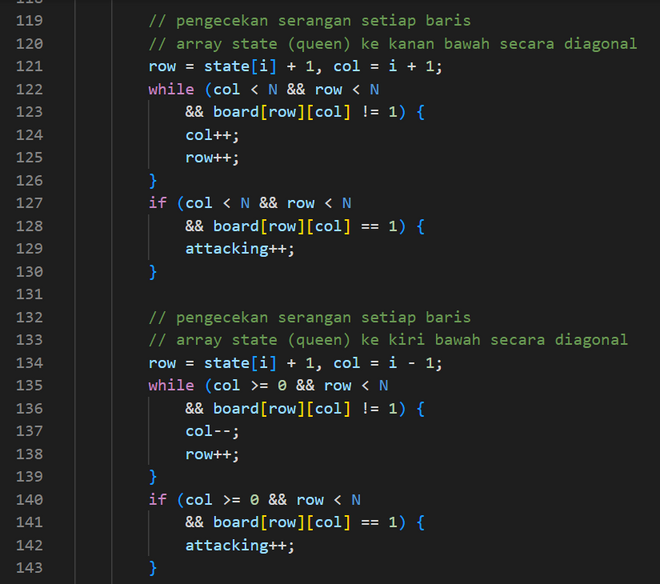 119 // pengecekan serangan setiap baris
120 // array state (queen) ke kanan bawah secara diagonal
121 row = state[i] + 1, col = i + 1;
122 while (col < N && row < N
123 && board[row][col] != 1) {
124 col++;
125 row++;
126 }
127 if (col < N && row < N
128 && board[row][col] == 1) {
129 attacking++;
130 }
131
132 // pengecekan serangan setiap baris
133 // array state (queen) ke kiri bawah secara diagonal
134 row = state[i] + 1, col = i - 1;
135 while (col >= 0 && row < N
136 && board[row][col] != 1) {
137 col--;
138 row++;
139 }
140 if (col >= 0 && row < N
141 && board[row][col] == 1) {
142 attacking++;
143 }